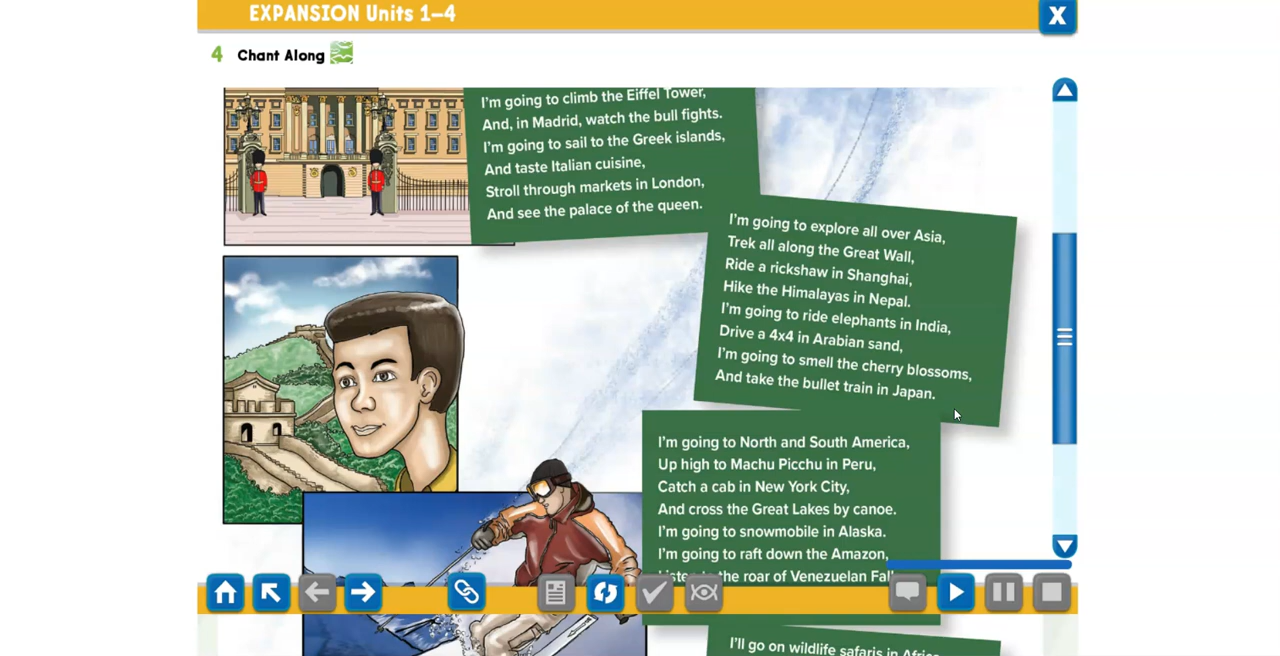 EXPANSION Units 1–4
X
4 Chant Along
I'm going to climb the Eiffel Tower,
And, in Madrid, watch the bull fights.
I'm going to sail to the Greek islands,
And taste Italian cuisine,
Stroll through markets in London,
And see the palace of the queen.
I'm going to explore all over Asia,
Trek all along the Great Wall,
Ride a rickshaw in Shanghai,
Hike the Himalayas in Nepal.
I'm going to ride elephants in India,
Drive a 4x4 in Arabian sand,
I'm going to smell the cherry blossoms,
And take the bullet train in Japan.
I'm going to North and South America,
Up high to Machu Picchu in Peru,
Catch a cab in New York City,
And cross the Great Lakes by canoe.
I'm going to snowmobile in Alaska.
I'm going to raft down the Amazon,
the roar of Venezuelan
I'll go on wildlife safaris in